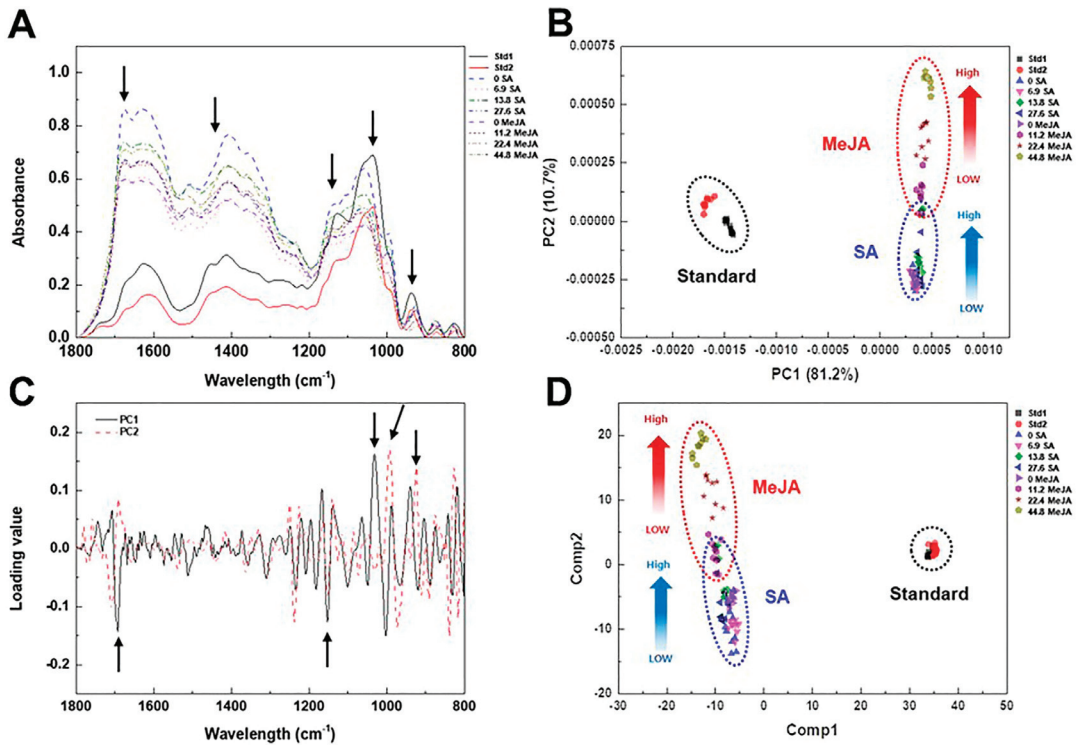 A
1.0
0.8
0.6
0.4
0.2
0.0
Absorbance
1800 1600 1400 1200 1000 800
Wavelength (cm-1)
Std1
Std2
0 SA
6.9 SA
13.8 SA
27.6 SA
0 MeJA
11.2 MeJA
22.4 MeJA
44.8 MeJA
B
0.00075
0.00050
0.00025
0.00000
-0.00025
-0.00050
PC2 (10.7%)
-0.0025 -0.0020 -0.0015 -0.0010 -0.0005 0.0000 0.0005 0.0010
PC1 (81.2%)
MeJA
SA
Standard
High
LOW
High
LOW
Std1
Std2
0 SA
6.9 SA
13.8 SA
27.6 SA
0 MeJA
11.2 MeJA
22.4 MeJA
44.8 MeJA
C
PC1
PC2
0.2
0.1
0.0
-0.1
-0.2
Loading value
1800 1600 1400 1200 1000 800
Wavelength (cm-1)
D
20
10
0
-10
-20
Comp2
-30 -20 -10 0 10 20 30 40 50
Comp1
High
LOW
High
LOW
MeJA
SA
Standard
Std1
Std2
0 SA
6.9 SA
13.8 SA
27.6 SA
0 MeJA
11.2 MeJA
22.4 MeJA
44.8 MeJA